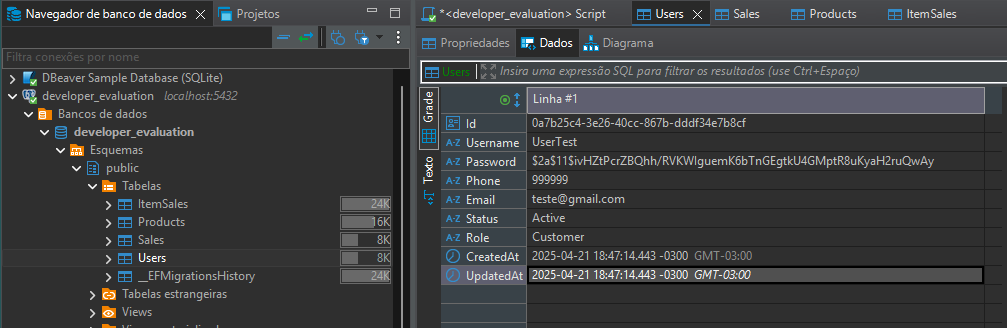 Navegador de banco de dados
Projetos
Filtra conexões por nome
DBeaver Sample Database (SQLite)
developer_evaluation localhost:5432
Bancos de dados
developer_evaluation
Esquemas
public
Tabelas
ItemSales 24K
Products 16K
Sales 8K
Users 8K
__EFMigrationsHistory 24K
Tabelas estrangeiras
Views
*<developer_evaluation> Script
Users
Sales
Products
ItemSales
Propriedades
Dados
Diagrama
Users
Insira uma expressão SQL para filtrar os resultados (use Ctrl+Espaço)
Grade
Texto
Linha #1
Id 0a7b25c4-3e26-40cc-867b-dddf34e7b8cf
A-Z Username UserTest
A-Z Password $2a$11$ivHZtPcrZBQhh/RVKWlguemK6bTnGEgtkU4GMptR8uKyaH2ruQwAy
A-Z Phone 999999
A-Z Email teste@gmail.com
A-Z Status Active
A-Z Role Customer
CreatedAt 2025-04-21 18:47:14.443 -0300 GMT-03:00
UpdatedAt 2025-04-21 18:47:14.443 -0300 GMT-03:00